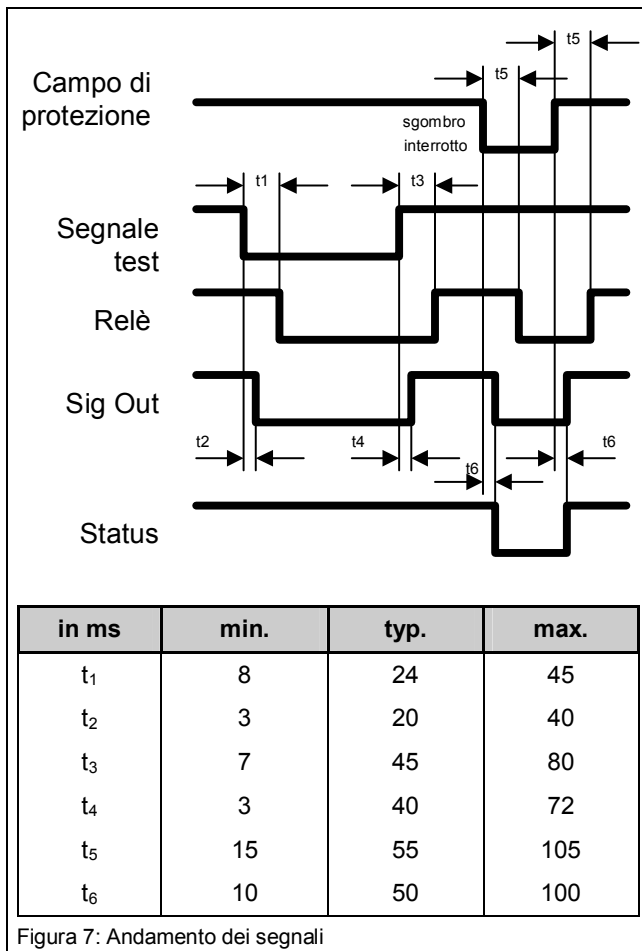 t5
t5
Campo di
protezione
sgombro
interrotto
t1
t3
Segnale
test
Relè
Sig Out
t2
t4
t6
t6
Status
in ms min. typ. max.
t1 8 24 45
t2 3 20 40
t3 7 45 80
t4 3 40 72
t5 15 55 105
t6 10 50 100
Figura 7: Andamento dei segnali